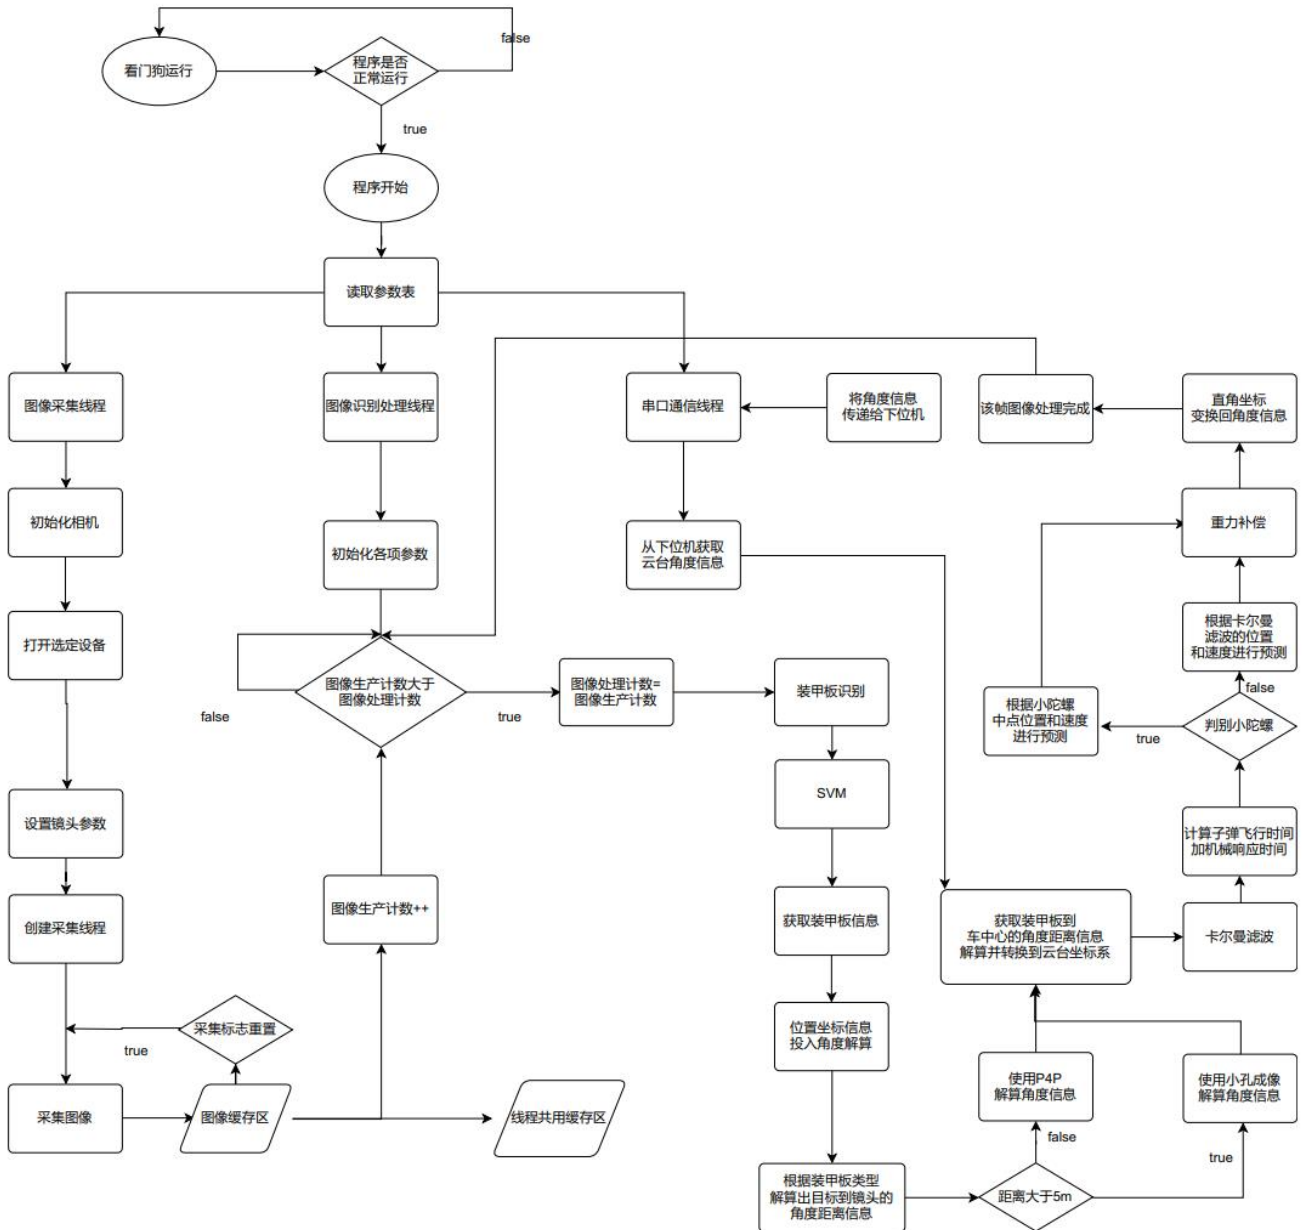 false
看门狗运行
程序是否
正常运行
true
程序开始
读取参数表
图像采集线程
图像识别处理线程
串口通信线程
将角度信息
传递给下位机
该帧图像处理完成
直角坐标
变换回角度信息
初始化相机
初始化各项参数
从下位机获取
云台角度信息
重力补偿
打开选定设备
图像生产计数大于
图像处理计数
false
true
图像处理计数=
图像生产计数
装甲板识别
根据卡尔曼
滤波的位置
和速度进行预测
false
根据小陀螺
中点位置和速度
进行预测
true
判别小陀螺
SVM
设置镜头参数
计算子弹飞行时间
加机械响应时间
创建采集线程
图像生产计数++
获取装甲板信息
获取装甲板到
车中心的角度距离信息
解算并转换到云台坐标系
卡尔曼滤波
采集标志重置
true
位置坐标信息
投入角度解算
使用P4P
解算角度信息
使用小孔成像
解算角度信息
采集图像
图像缓存区
线程共用缓存区
false
true
根据装甲板类型
解算出目标到镜头的
角度距离信息
距离大于5m